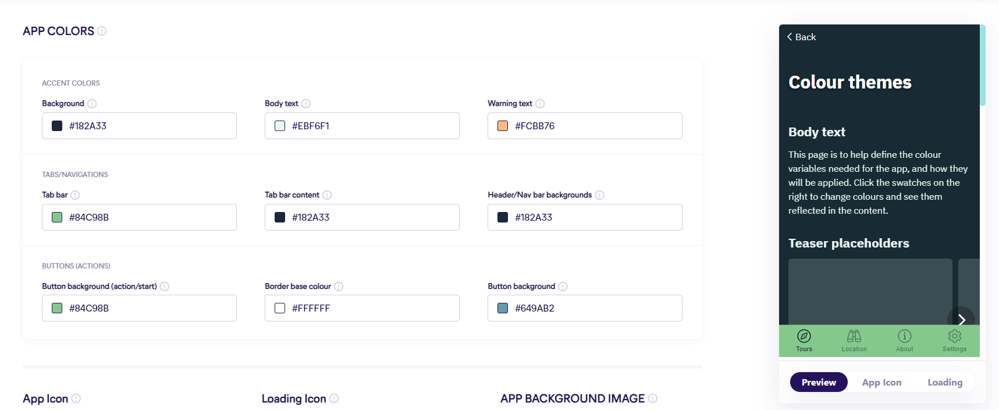 APP COLORS
ACCENT COLORS
Background
Body text
Warning text
#182A33
#EBF6F1
#FCBB76
TABS/NAVIGATIONS
Tab bar
Tab bar content
Header/Nav bar backgrounds
#84C98B
#182A33
#182A33
BUTTONS (ACTIONS)
Button background (action/start)
Border base colour
Button background
#84C98B
#FFFFFF
#649AB2
App Icon
Loading Icon
APP BACKGROUND IMAGE
Back
Colour themes
Body text
This page is to help define the colour
variables needed for the app, and how they
will be applied. Click the swatches on the
right to change colours and see them
reflected in the content.
Teaser placeholders
Tours
Location
About
Settings
Preview
App Icon
Loading